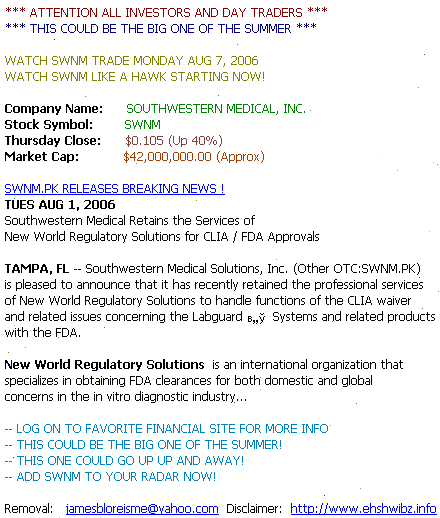 *** ATTENTION ALL INVESTORS AND DAY TRADERS ***
*** THIS COULD BE THE BIG ONE OF THE SUMMER ***
WATCH SWNM TRADE MONDAY AUG 7, 2006
WATCH SWNM LIKE A HAWK STARTING NOW!
Company Name: SOUTHWESTERN MEDICAL, INC.
Stock Symbol: SWNM
Thursday Close: $0.105 (Up 40%)
Market Cap: $42,000,000.00 (Approx)
SWNM.PK RELEASES BREAKING NEWS !
TUES AUG 1, 2006
Southwestern Medical Retains the Services of
New World Regulatory Solutions for CLIA / FDA Approvals
TAMPA, FL -- Southwestern Medical Solutions, Inc. (Other OTC:SWNM.PK)
is pleased to announce that it has recently retained the professional services
of New World Regulatory Solutions to handle functions of the CLIA waiver
and related issues concerning the Labguard в„ў Systems and related products
with the FDA.
New World Regulatory Solutions is an international organization that
specializes in obtaining FDA clearances for both domestic and global
concerns in the in vitro diagnostic industry...
-- LOG ON TO FAVORITE FINANCIAL SITE FOR MORE INFO
-- THIS COULD BE THE BIG ONE OF THE SUMMER!
-- THIS ONE COULD GO UP UP AND AWAY!
-- ADD SWNM TO YOUR RADAR NOW!
Removal: jamesbloreisme@yahoo.com Disclaimer: http://www.ehshwibz.info